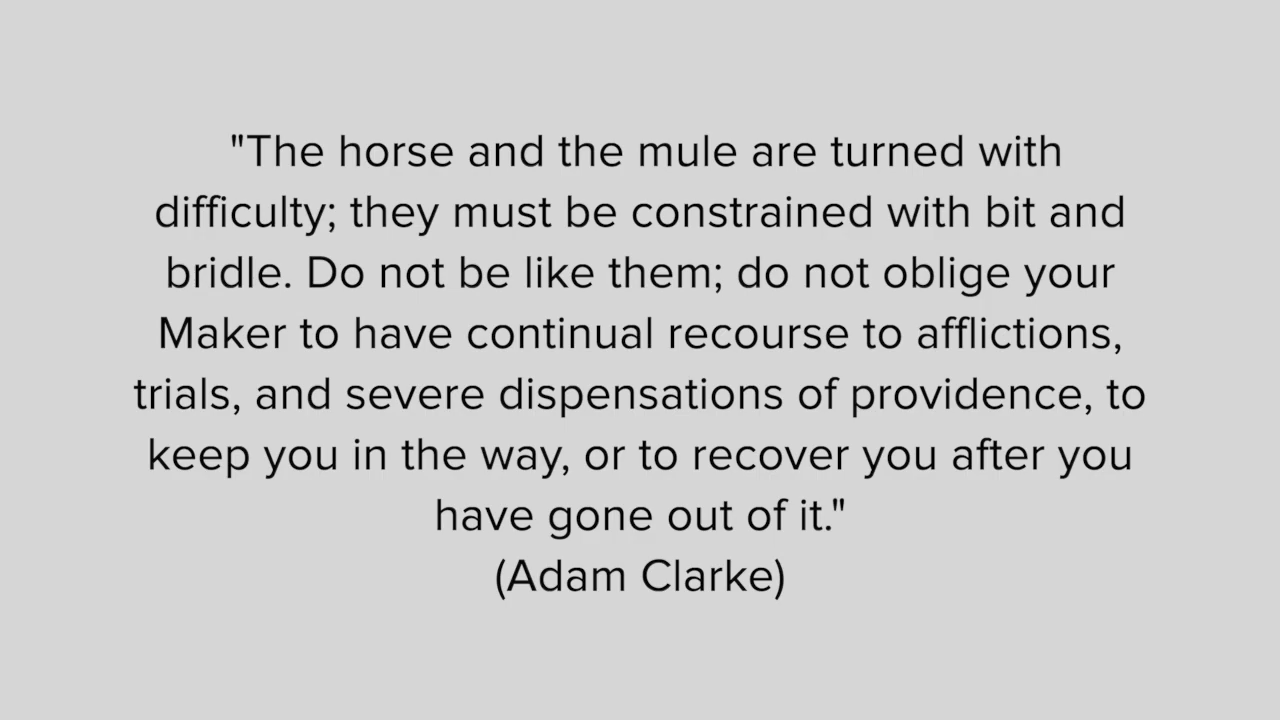 "The horse and the mule are turned with
difficulty; they must be constrained with bit and
bridle. Do not be like them; do not oblige your
Maker to have continual recourse to afflictions,
trials, and severe dispensations of providence, to
keep you in the way, or to recover you after you
have gone out of it."
(Adam Clarke)